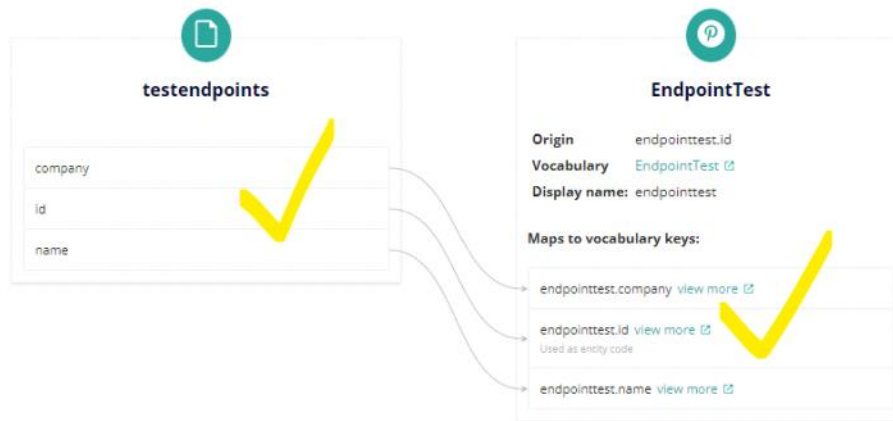 testendpoints
company
id
name
EndpointTest
Origin endpointtest.id
Vocabulary EndpointTest
Display name: endpointtest
Maps to vocabulary keys:
endpointtest.company view more
endpointtest.id view more
Used as entity code
endpointtest.name view more